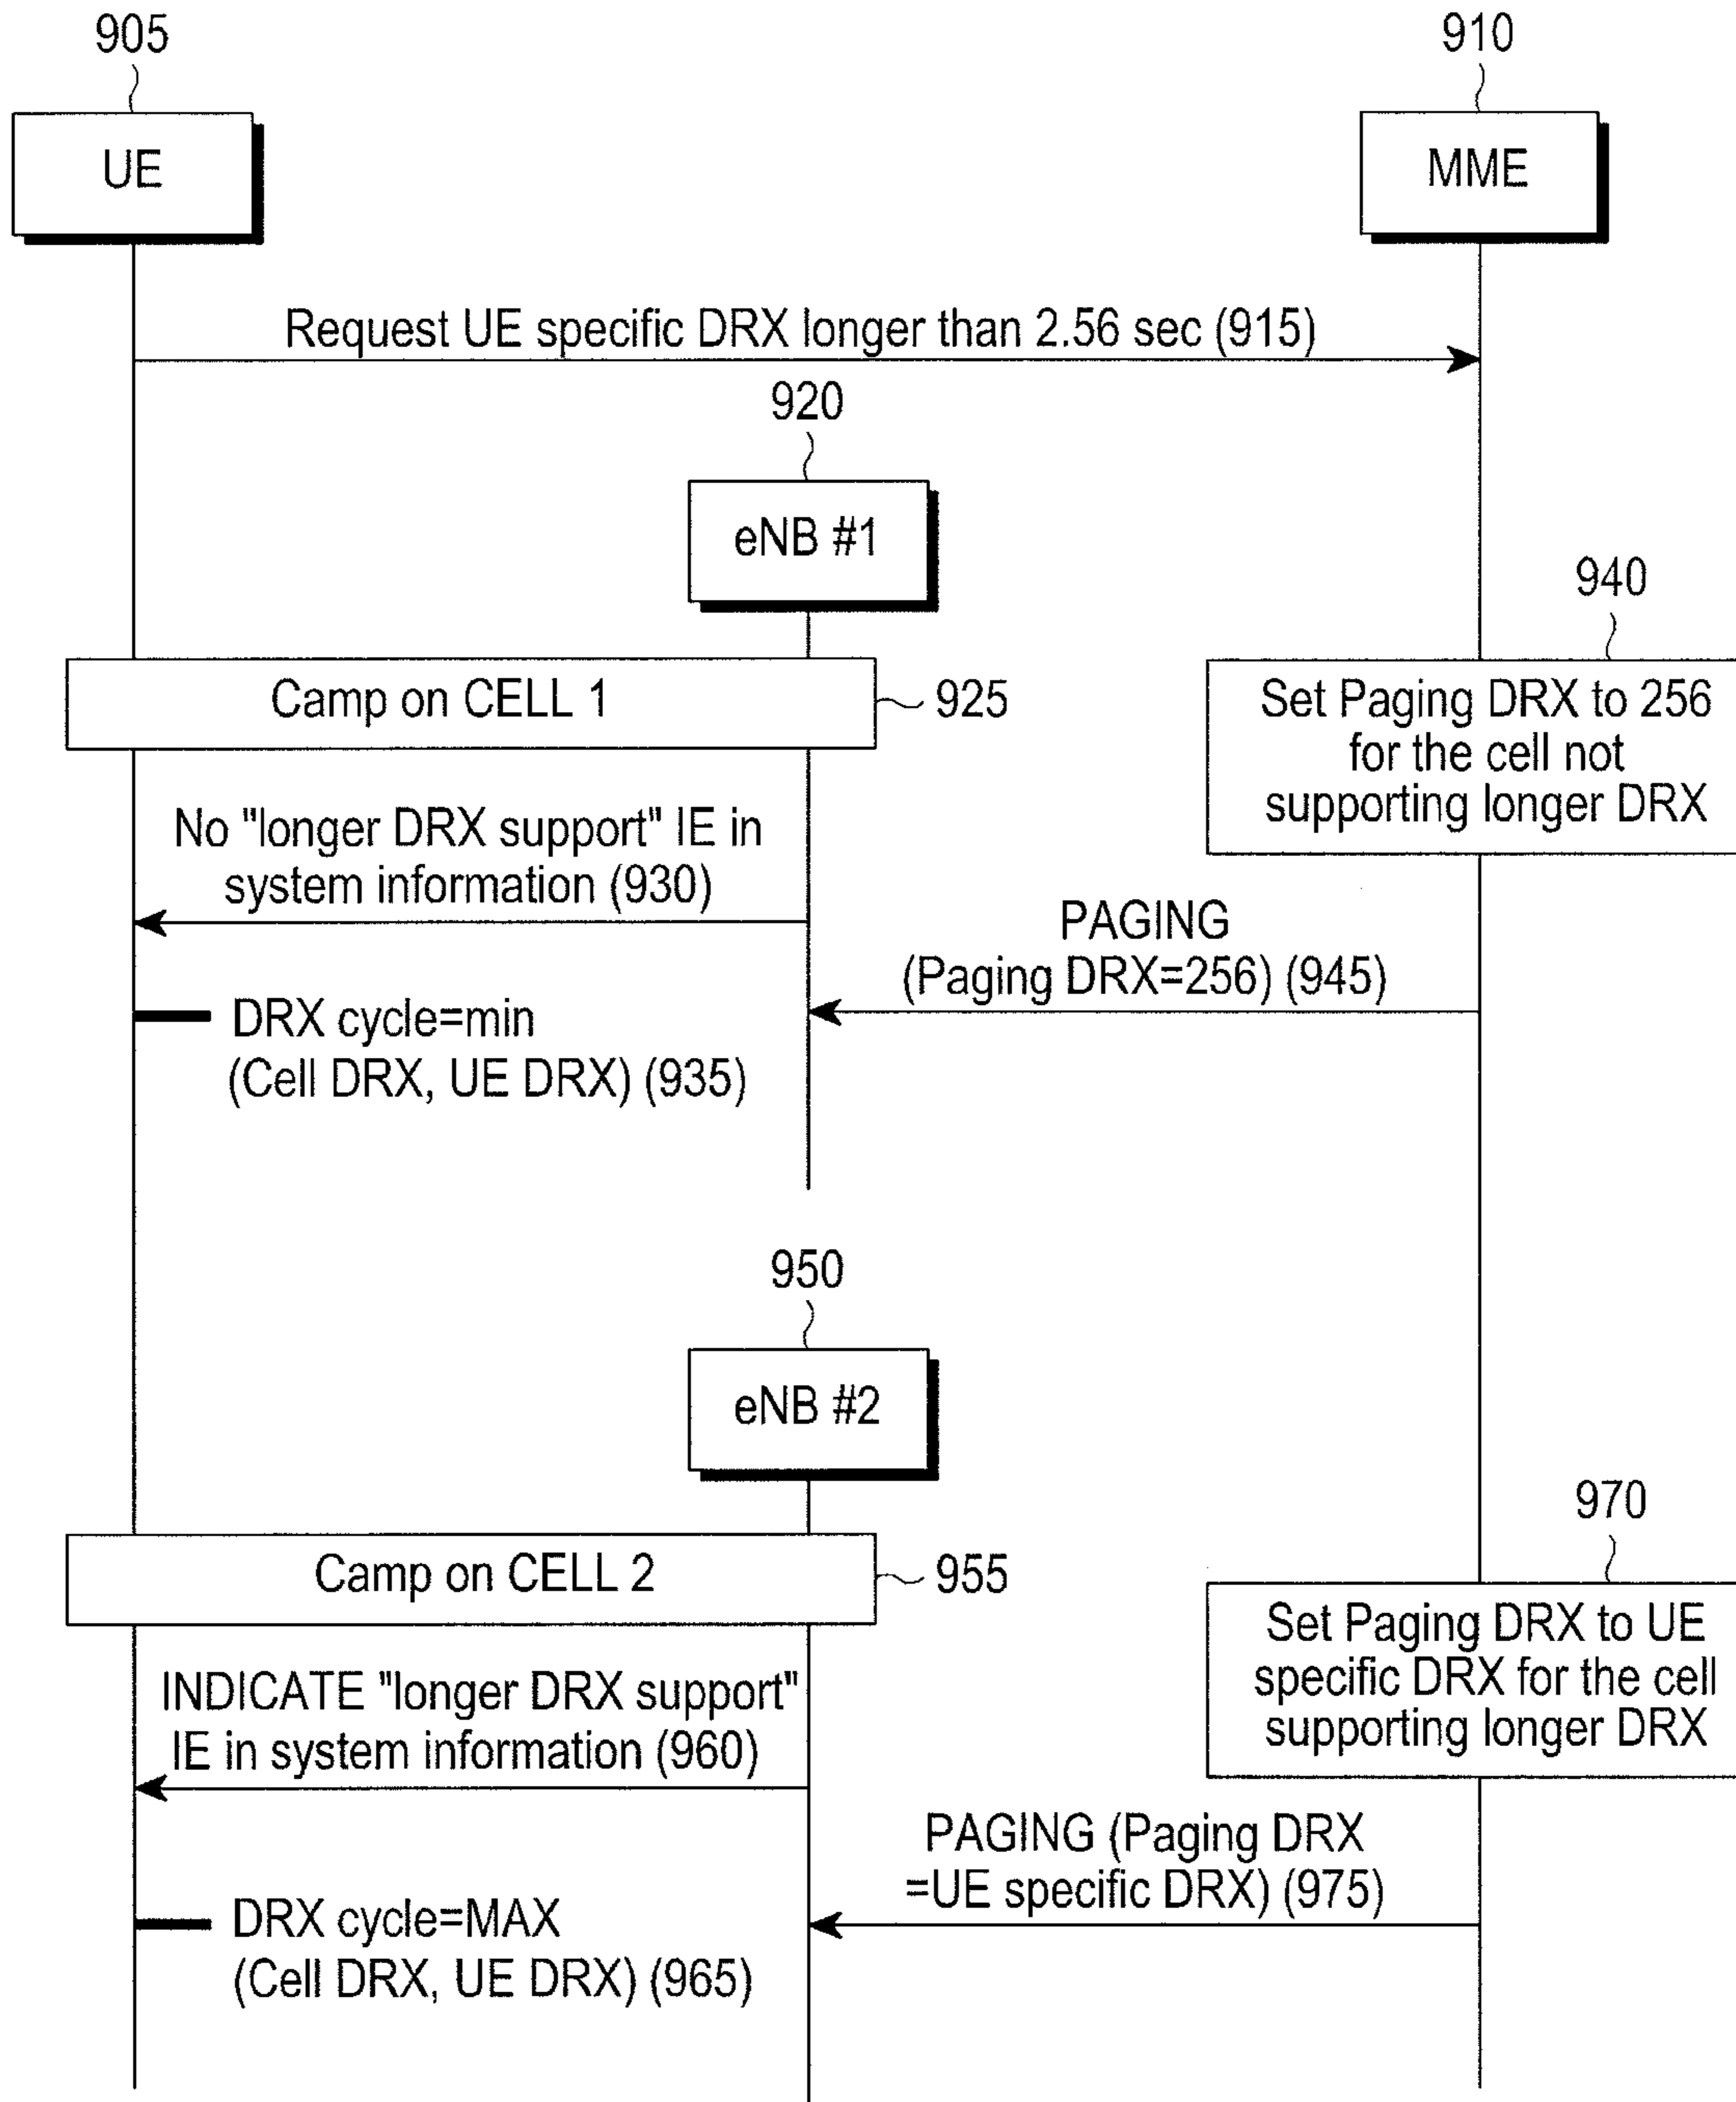 905
910
UE
MME
Request UE specific DRX longer than 2.56 sec (915)
920
eNB #1
940
Camp on CELL 1
925
Set Paging DRX to 256
for the cell not
supporting longer DRX
No "longer DRX support" IE in
system information (930)
PAGING
(Paging DRX=256) (945)
DRX cycle=min
(Cell DRX, UE DRX) (935)
950
eNB #2
970
Camp on CELL 2
955
Set Paging DRX to UE
specific DRX for the cell
supporting longer DRX
INDICATE "longer DRX support"
IE in system information (960)
PAGING (Paging DRX
=UE specific DRX) (975)
DRX cycle=MAX
(Cell DRX, UE DRX) (965)